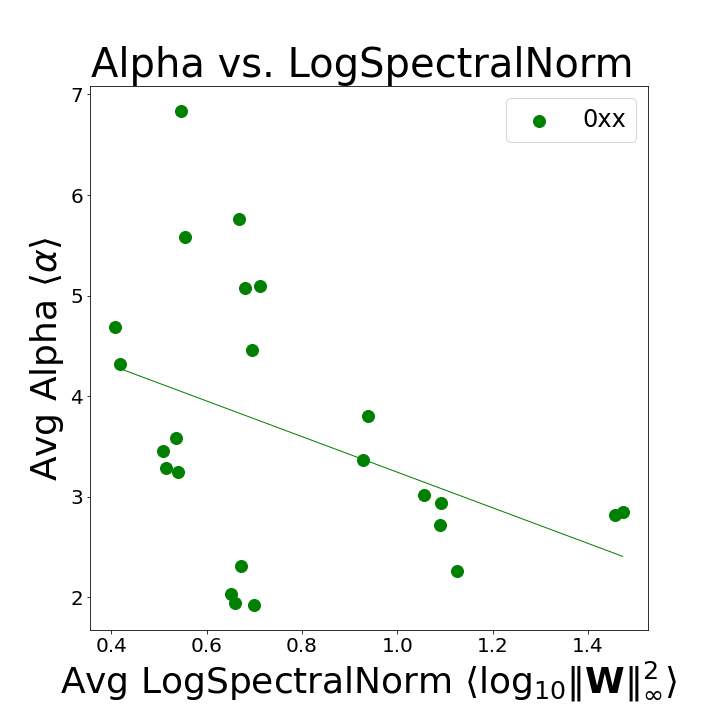 Alpha vs. LogSpectralNorm
0xx
7
6
5
4
3
2
Avg Alpha ⟨α⟩
0.4 0.6 0.8 1.0 1.2 1.4
Avg LogSpectralNorm ⟨log₁₀‖𝐖‖²∞⟩